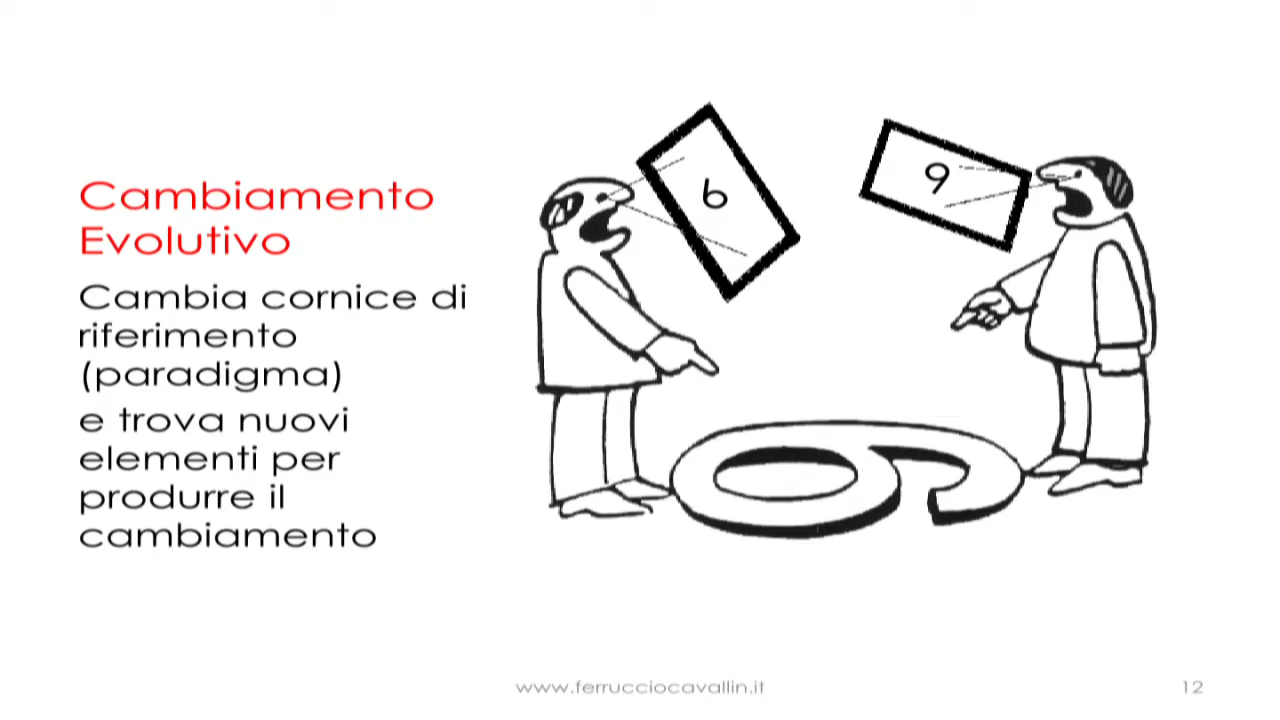 Cambiamento
Evolutivo
Cambia cornice di
riferimento
(paradigma)
e trova nuovi
elementi per
produrre il
cambiamento
6
9
www.ferrucciocavallin.it
12